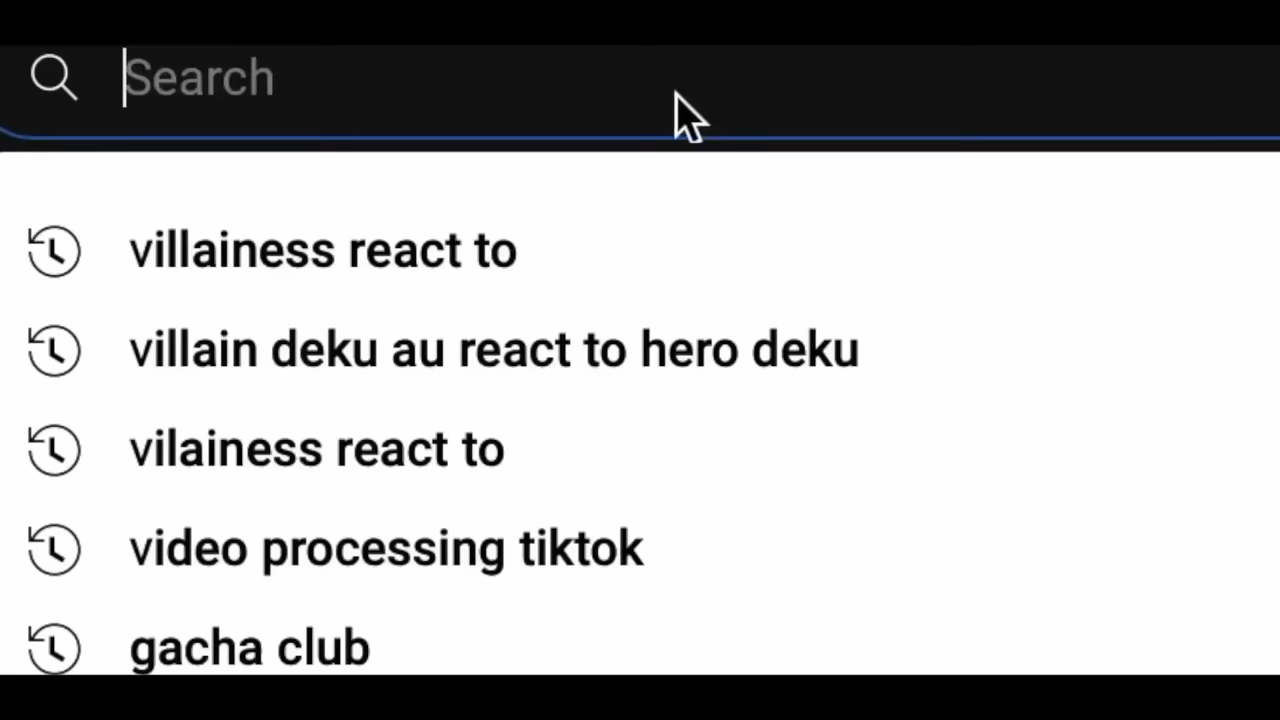 Search
villainess react to
villain deku au react to hero deku
vilainess react to
video processing tiktok
gacha club